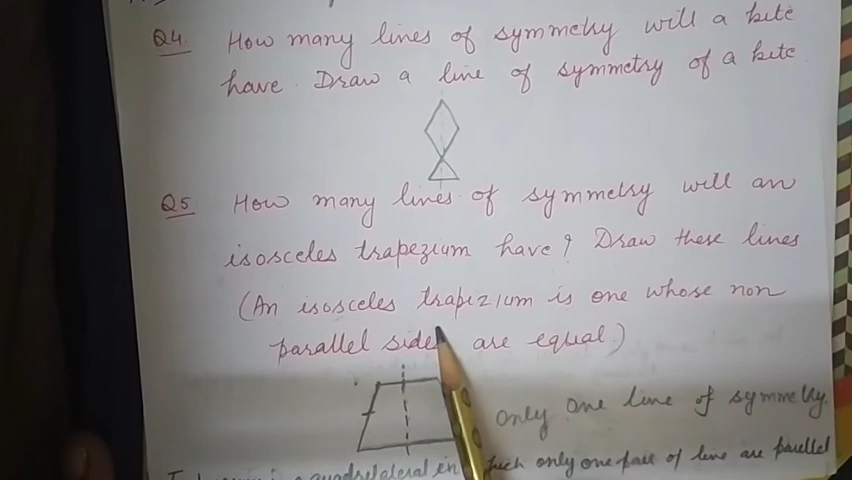 Q4. How many lines of symmetry will a kite
have. Draw a line of symmetry of a kite
Q5 How many lines of symmetry will an
isosceles trapezium have? Draw these lines
(An isosceles trapizium is one whose non
parallel sides are equal.)
Only One line of symmetry.
is a quadrilateral in which only one pair of line are parallel